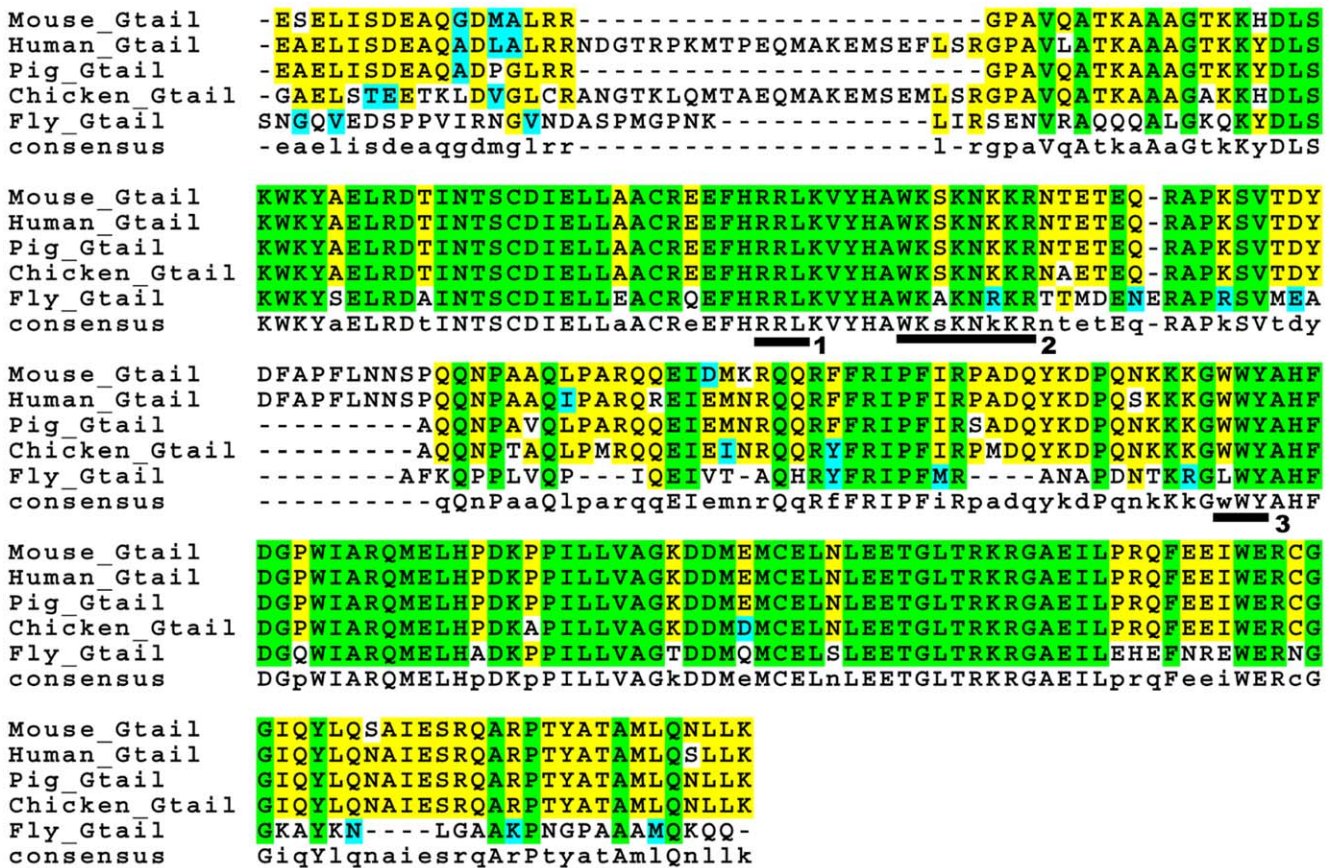 Mouse_Gtail -ESELISDEAQGDMALRR-----------------------GPAVQATKAAAGTKKHDLS
Human_Gtail -EAELISDEAQADLALRRNDGTRPKMTPEQMAKEMSEFLSRGPAVLATKAAAGTKKYDLS
Pig_Gtail -EAELISDEAQADPGLRR-----------------------GPAVQATKAAAGTKKYDLS
Chicken_Gtail -GAELSTEETKLDVGLCRANGTKLQMTAEQMAKEMSEMLSRGPAVQATKAAAGAKKHDLS
Fly_Gtail SNGQVEDSPPVIRNGVNDASPMGPNK------------LIRSENVRAQQQALGKQKYDLS
consensus -eaelisdeaqgdmglrr--------------------l-rgpaVqAtkaAaGtkKyDLS
Mouse_Gtail KWKYAELRDTINTSCDIELLAACREEFHRRLKVYHAWKSKNKKRNTETEQ-RAPKSVTDY
Human_Gtail KWKYAELRDTINTSCDIELLAACREEFHRRLKVYHAWKSKNKKRNTETEQ-RAPKSVTDY
Pig_Gtail KWKYAELRDTINTSCDIELLAACREEFHRRLKVYHAWKSKNKKRNTETEQ-RAPKSVTDY
Chicken_Gtail KWKYAELRDTINTSCDIELLAACREEFHRRLKVYHAWKSKNKKRNAETEQ-RAPKSVTDY
Fly_Gtail KWKYSELRDAINTSCDIELLEACRQEFHRRLKVYHAWKAKNRKRTTMDENERAPRSVMEA
consensus KWKYaELRDtINTSCDIELLaACReEFHRRLKVYHAWKsKNkKRntetEq-RAPkSVtdy
1 2
Mouse_Gtail DFAPFLNNSPQQNPAAQLPARQQEIDMKRQQRFFRIPFIRPADQYKDPQNKKKGWWYAHF
Human_Gtail DFAPFLNNSPQQNPAAQIPARQREIEMNRQQRFFRIPFIRPADQYKDPQSKKKGWWYAHF
Pig_Gtail ---------AQQNPAVQLPARQQEIEMNRQQRFFRIPFIRSADQYKDPQNKKKGWWYAHF
Chicken_Gtail ---------AQQNPTAQLPMRQQEIEINRQQRYFRIPFIRPMDQYKDPQNKKKGWWYAHF
Fly_Gtail --------AFKQPPLVQP---IQEIVT-AQHRYFRIPFMR----ANAPDNTKRGLWYAHF
consensus ----------qQnPaaQlparqqEIemnrQqRfFRIPFiRpadqykdPqnkKkGwWYAHF
3
Mouse_Gtail DGPWIARQMELHPDKPPILLVAGKDDMEMCELNLEETGLTRKRGAEILPRQFEEIWERCG
Human_Gtail DGPWIARQMELHPDKPPILLVAGKDDMEMCELNLEETGLTRKRGAEILPRQFEEIWERCG
Pig_Gtail DGPWIARQMELHPDKPPILLVAGKDDMEMCELNLEETGLTRKRGAEILPRQFEEIWERCG
Chicken_Gtail DGPWIARQMELHPDKAPILLVAGKDDMDMCELNLEETGLTRKRGAEILPRQFEEIWERCG
Fly_Gtail DGQWIARQMELHADKPPILLVAGTDDMQMCELSLEETGLTRKRGAEILEHEFNREWERNG
consensus DGpWIARQMELHpDKpPILLVAGkDDMeMCELnLEETGLTRKRGAEILprqFeeiWERcG
Mouse_Gtail GIQYLQSAIESRQARPTYATAMLQNLLK
Human_Gtail GIQYLQNAIESRQARPTYATAMLQSLLK
Pig_Gtail GIQYLQNAIESRQARPTYATAMLQNLLK
Chicken_Gtail GIQYLQNAIESRQARPTYATAMLQNLLK
Fly_Gtail GKAYKN----LGAAKPNGPAAAMQKQQ-
consensus GiqYlqnaiesrqArPtyatAmlQnllk